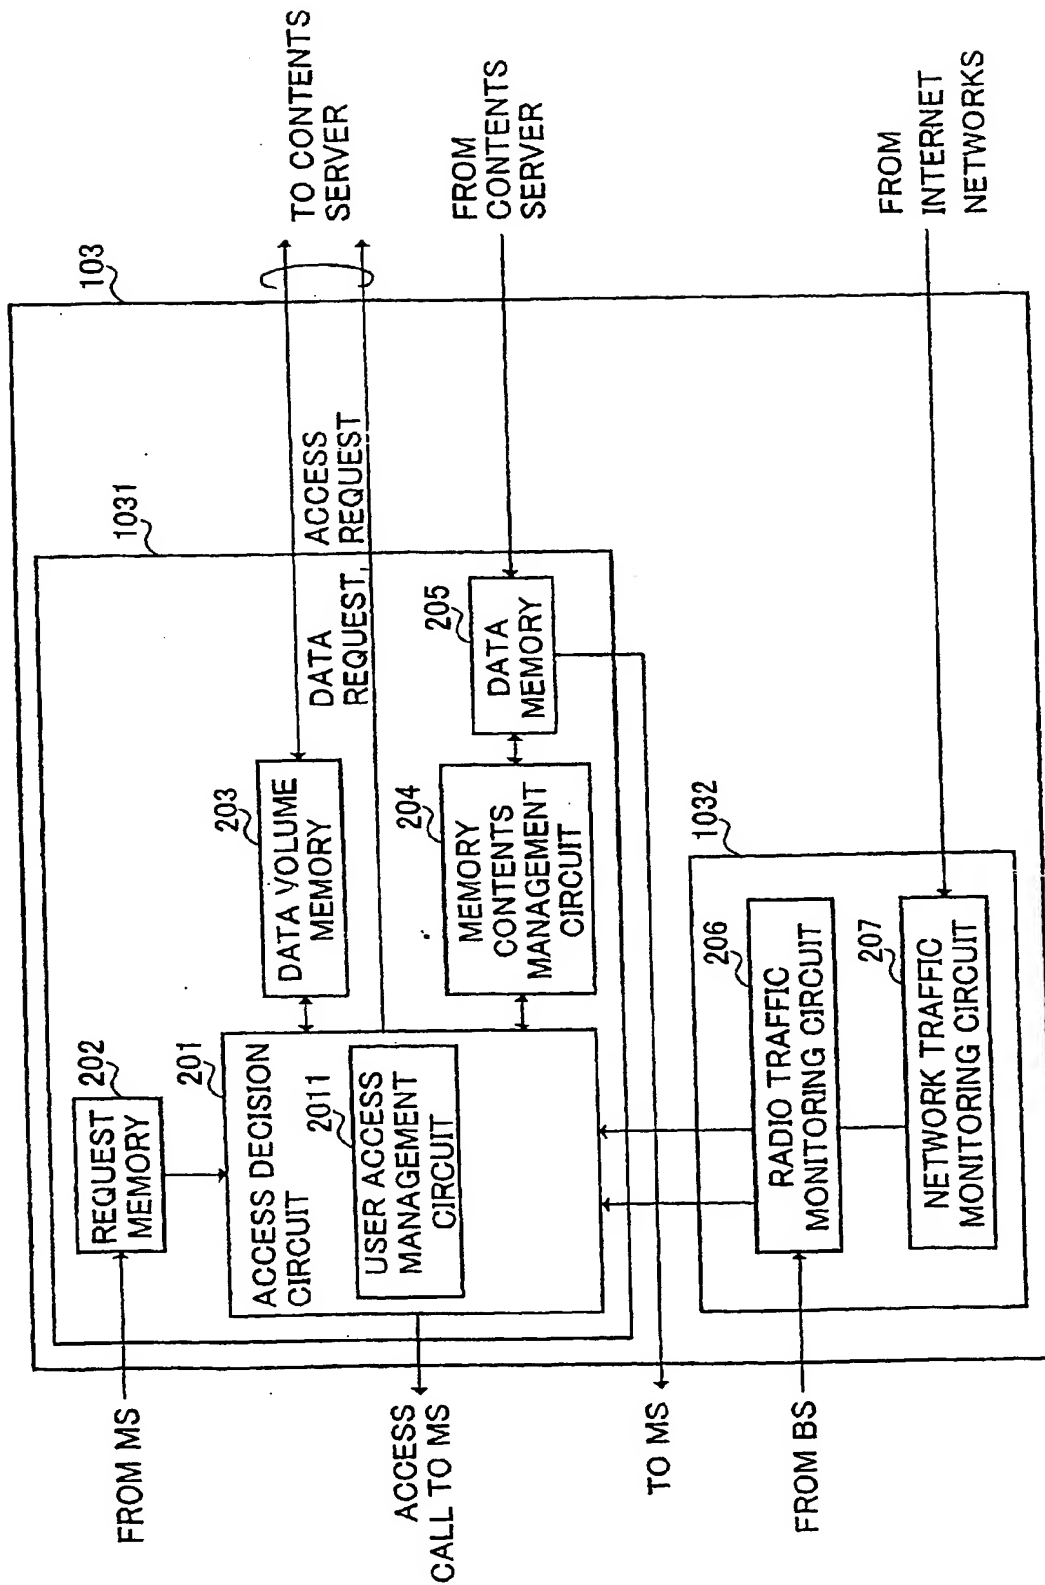 103
1031
FROM MS
202
REQUEST
MEMORY
201
ACCESS DECISION
CIRCUIT
2011
USER ACCESS
MANAGEMENT
CIRCUIT
ACCESS
CALL TO MS
203
DATA VOLUME
MEMORY
DATA
REQUEST,
ACCESS
REQUEST
TO CONTENTS
SERVER
204
MEMORY
CONTENTS
MANAGEMENT
CIRCUIT
205
DATA
MEMORY
FROM
CONTENTS
SERVER
TO MS
1032
FROM BS
206
RADIO TRAFFIC
MONITORING CIRCUIT
207
NETWORK TRAFFIC
MONITORING CIRCUIT
FROM
INTERNET
NETWORKS